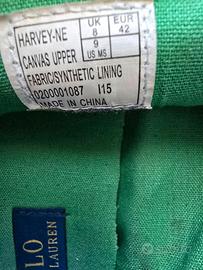 HARVEY-NE
UK EUR
8 42
CANVAS UPPER
9
US MS
FABRIC/SYNTHETIC LINING
0200001087 I15
MADE IN CHINA
LO
LAUREN